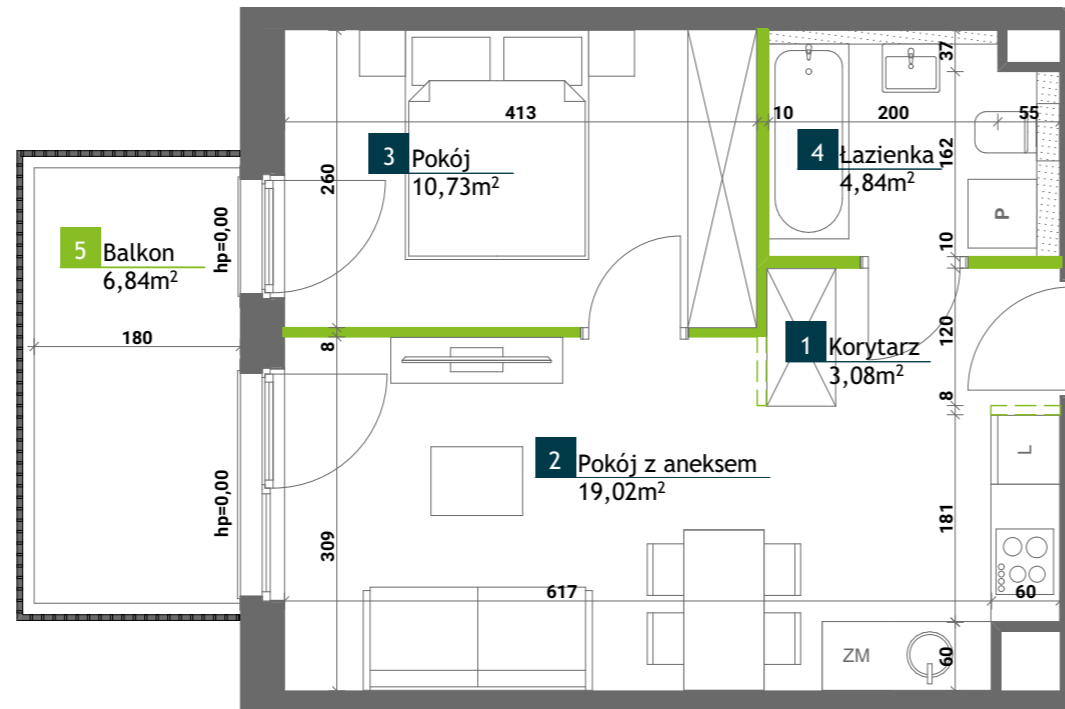 37
413
10
200
55
3 Pokój
10,73m²
4 Łazienka
4,84m²
162
260
P
hp=0,00
5 Balkon
6,84m²
10
180
8
120
1 Korytarz
3,08m²
8
L
2 Pokój z aneksem
19,02m²
hp=0,00
181
309
617
60
ZM
60